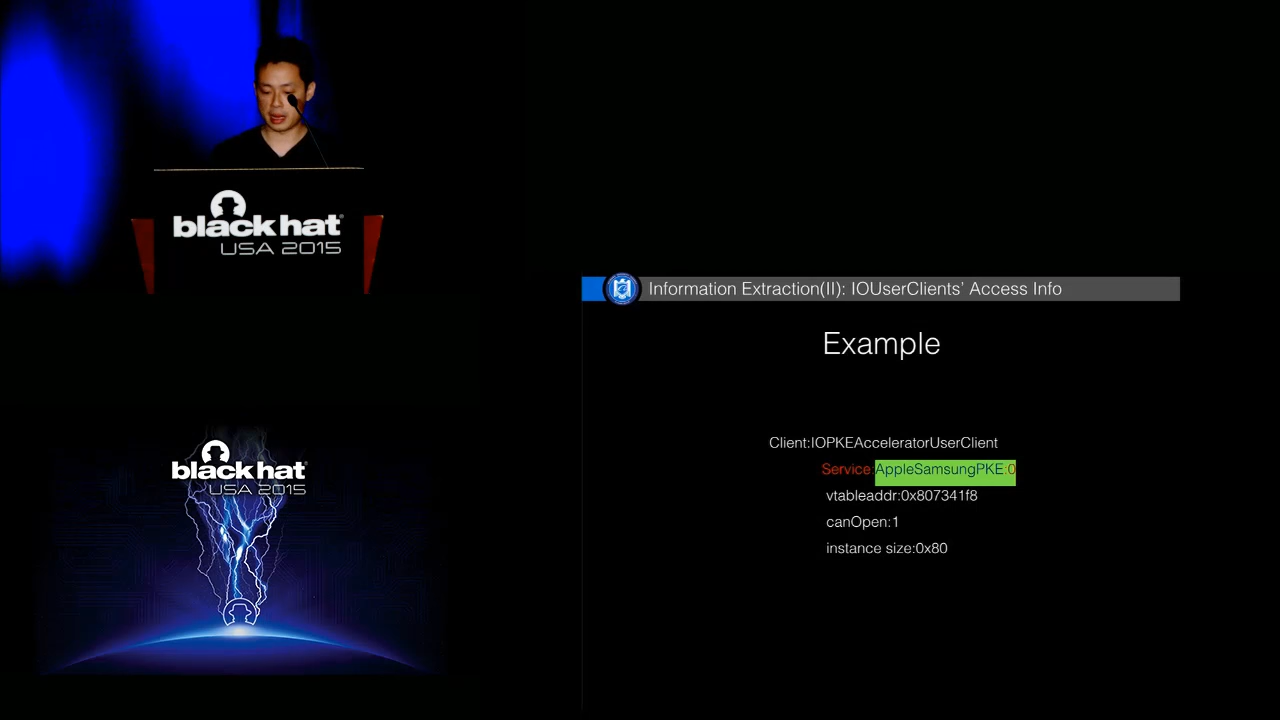 black hat
USA 2015
Information Extraction(II): IOUserClients' Access Info
Example
Client:IOPKEAcceleratorUserClient
Service:AppleSamsungPKE:0
vtableaddr:0x807341f8
canOpen:1
instance size:0x80
black hat
USA 2015